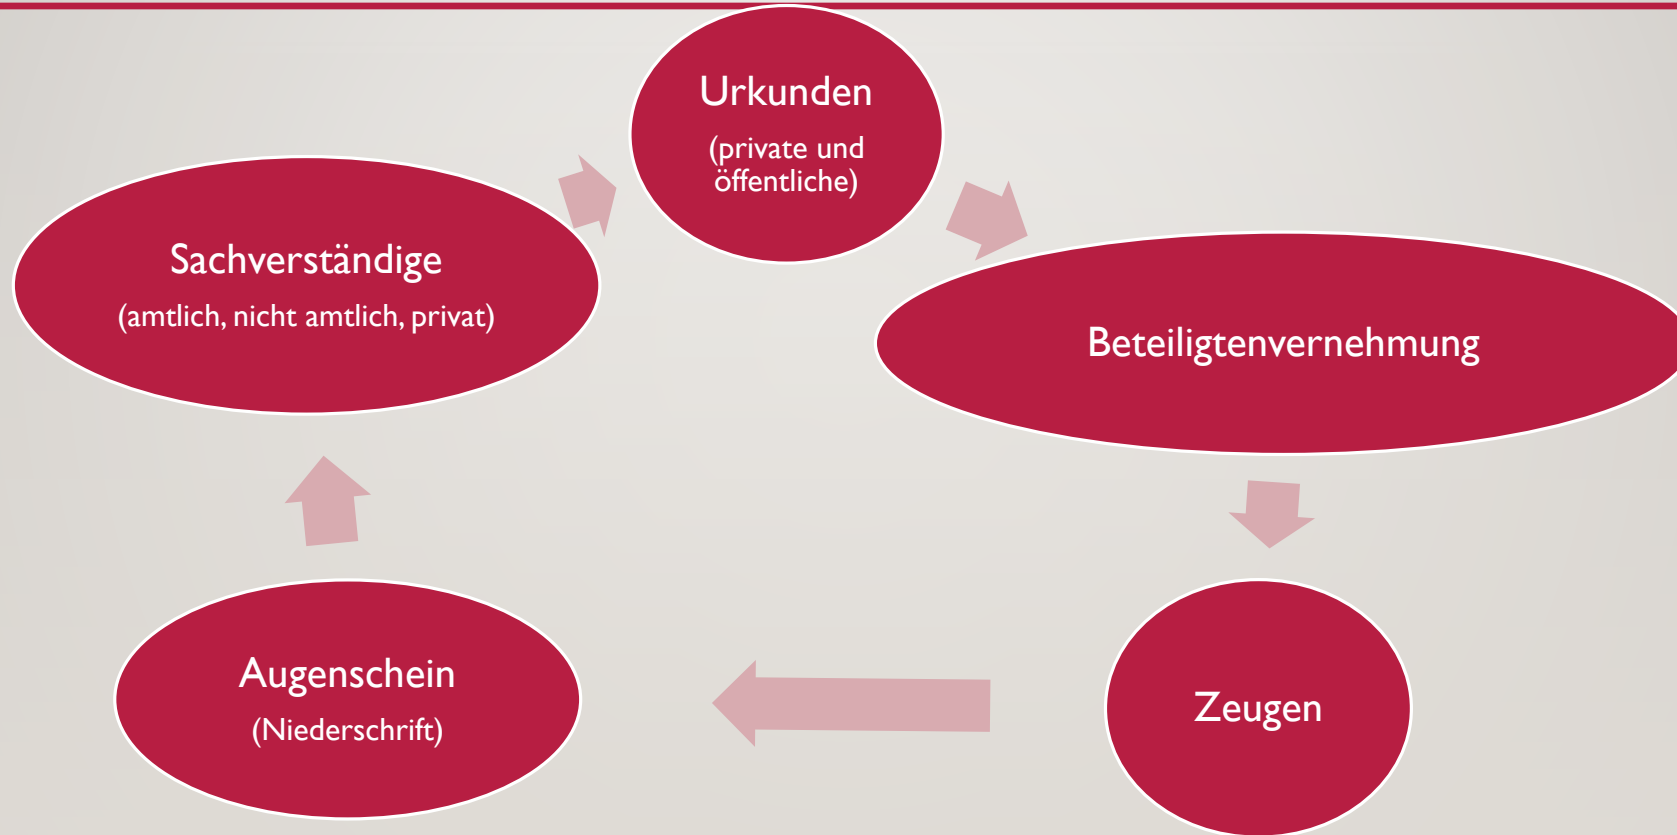 Urkunden
(private und
öffentliche)
Sachverständige
(amtlich, nicht amtlich, privat)
Beteiligtenvernehmung
Augenschein
(Niederschrift)
Zeugen